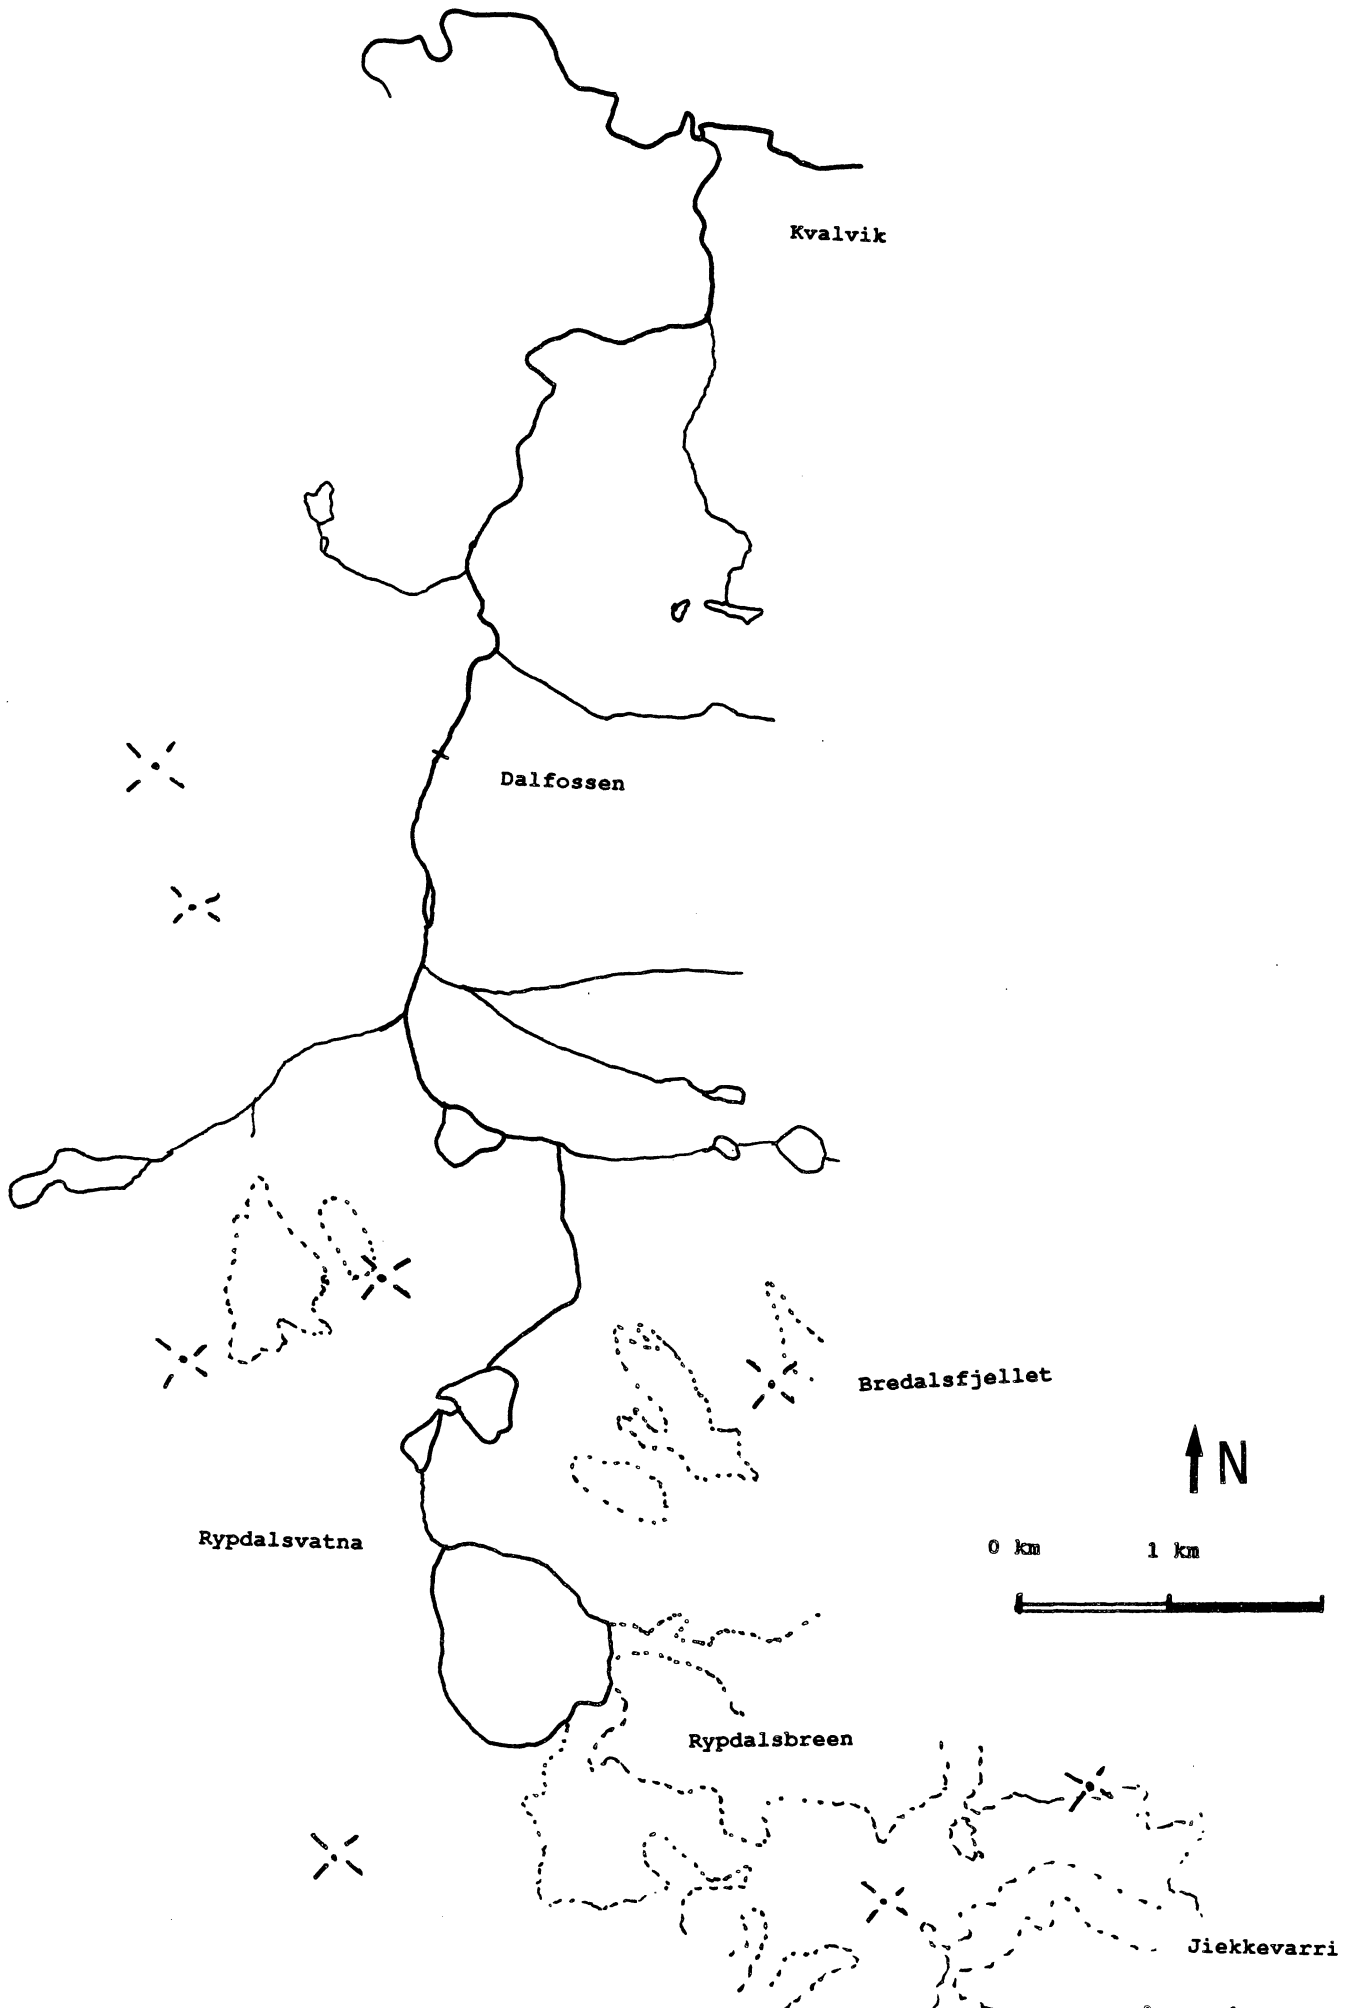 Kvalvik
Dalfossen
Bredalsfjellet
N
Rypdalsvatna
0 km 1 km
Rypdalsbreen
Jiekkevarri